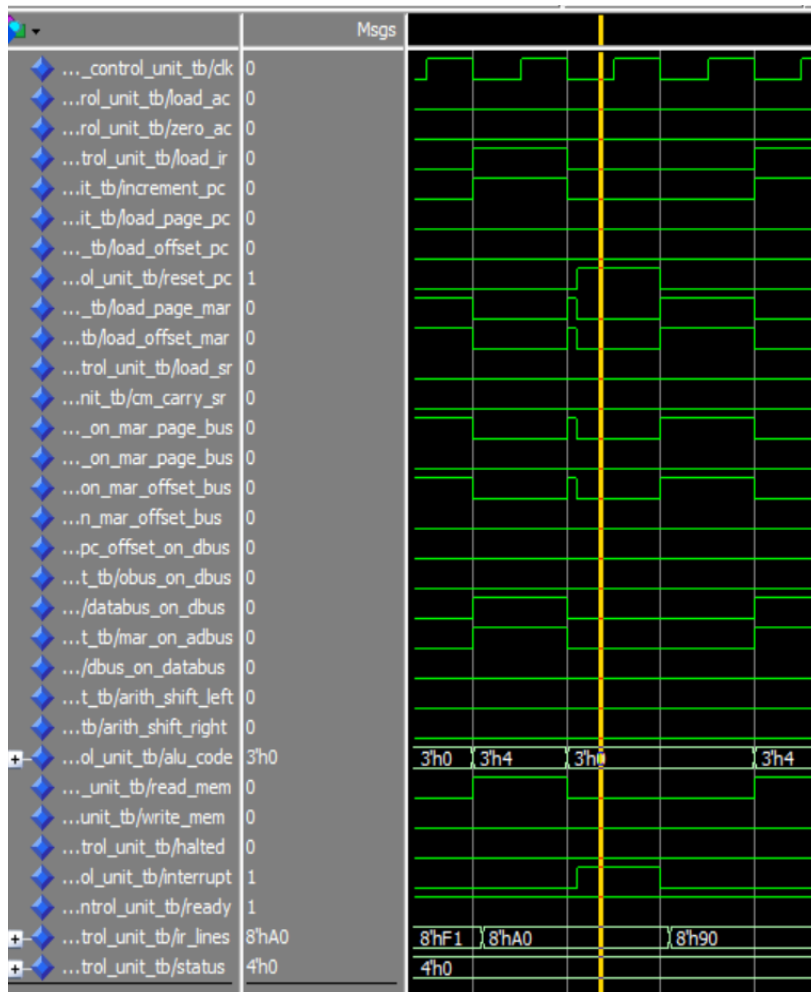 Msgs
..._control_unit_tb/clk 0
...rol_unit_tb/load_ac 0
...rol_unit_tb/zero_ac 0
...trol_unit_tb/load_ir 0
...it_tb/increment_pc 0
...it_tb/load_page_pc 0
..._tb/load_offset_pc 0
...ol_unit_tb/reset_pc 1
..._tb/load_page_mar 0
...tb/load_offset_mar 0
...trol_unit_tb/load_sr 0
...nit_tb/cm_carry_sr 0
..._on_mar_page_bus 0
..._on_mar_page_bus 0
...on_mar_offset_bus 0
...n_mar_offset_bus 0
...pc_offset_on_dbus 0
...t_tb/obus_on_dbus 0
.../databus_on_dbus 0
...t_tb/mar_on_adbus 0
.../dbus_on_databus 0
...t_tb/arith_shift_left 0
...tb/arith_shift_right 0
...ol_unit_tb/alu_code 3'h0 3'h0 3'h4 3'h0 3'h4
..._unit_tb/read_mem 0
...unit_tb/write_mem 0
...trol_unit_tb/halted 0
...ol_unit_tb/interrupt 1
...ntrol_unit_tb/ready 1
...trol_unit_tb/ir_lines 8'hA0 8'hF1 8'hA0 8'h90
...trol_unit_tb/status 4'h0 4'h0